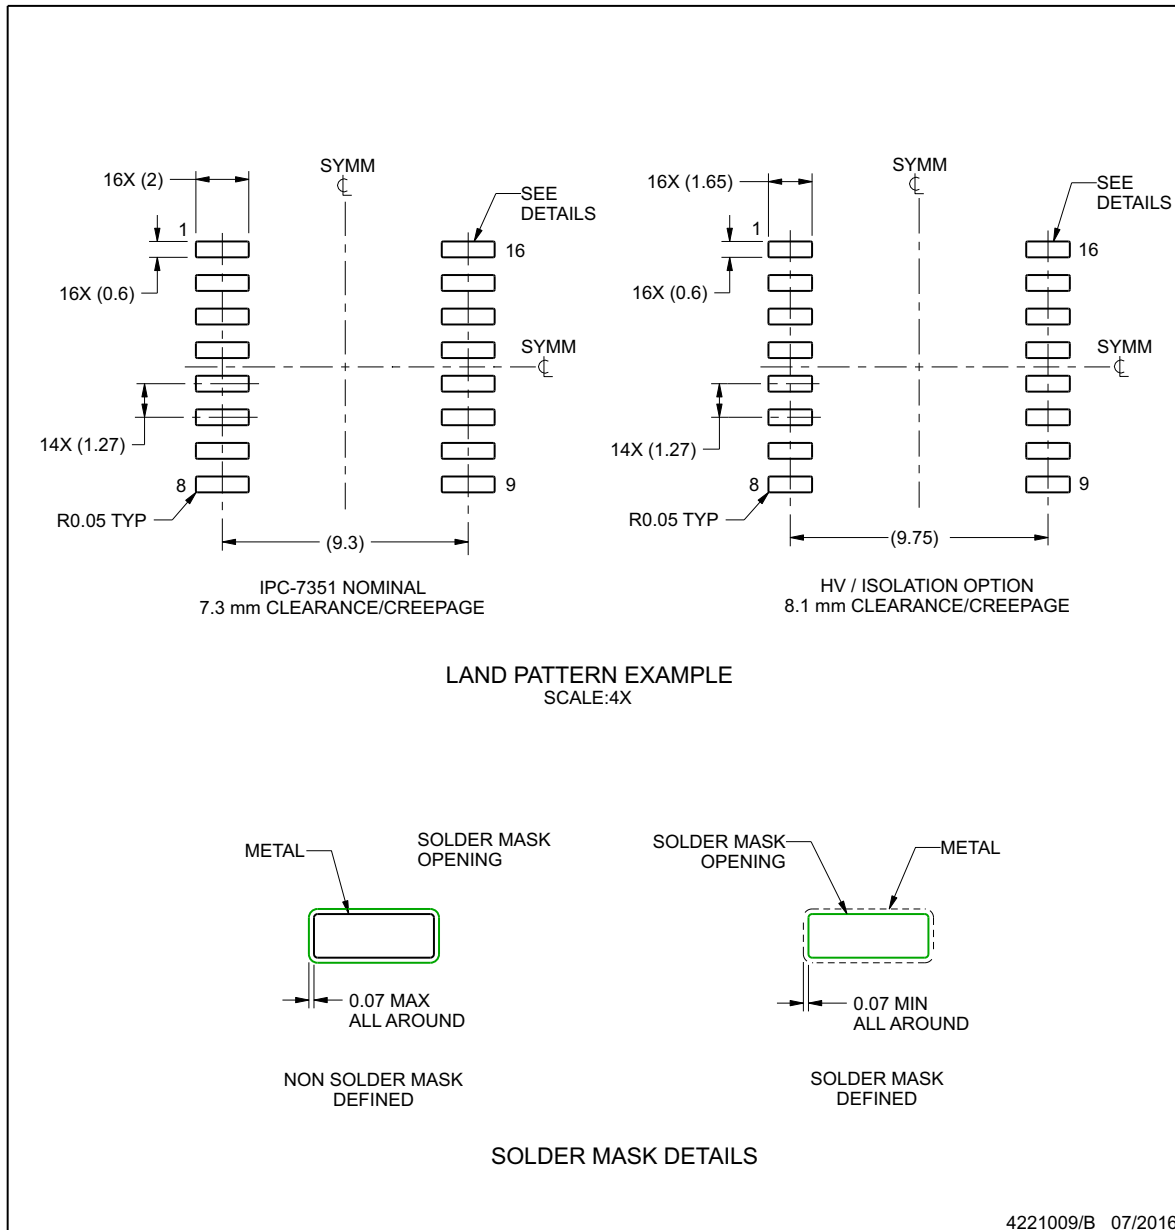 SYMM
16X (2)
SEE
DETAILS
1
16
16X (0.6)
SYMM
14X (1.27)
8
9
R0.05 TYP
(9.3)
IPC-7351 NOMINAL
7.3 mm CLEARANCE/CREEPAGE
SYMM
16X (1.65)
SEE
DETAILS
1
16
16X (0.6)
SYMM
14X (1.27)
8
9
R0.05 TYP
(9.75)
HV / ISOLATION OPTION
8.1 mm CLEARANCE/CREEPAGE
LAND PATTERN EXAMPLE
SCALE:4X
METAL
SOLDER MASK
OPENING
0.07 MAX
ALL AROUND
NON SOLDER MASK
DEFINED
SOLDER MASK
OPENING
METAL
0.07 MIN
ALL AROUND
SOLDER MASK
DEFINED
SOLDER MASK DETAILS
4221009/B 07/2016